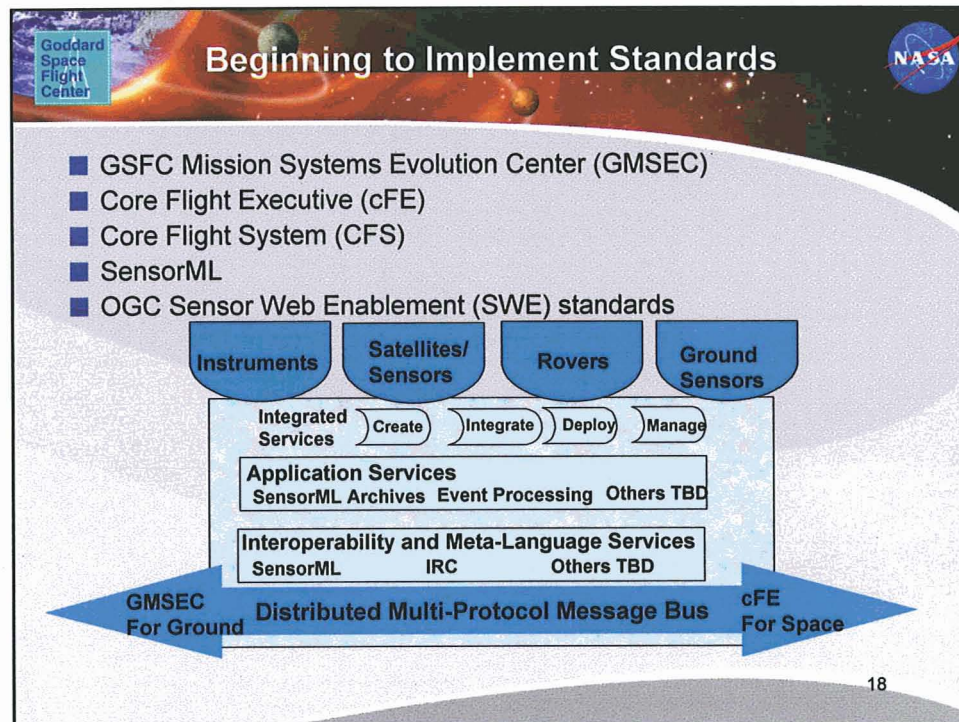 Goddard
Space
Flight
Center
Beginning to Implement Standards
NASA
GSFC Mission Systems Evolution Center (GMSEC)
Core Flight Executive (cFE)
Core Flight System (CFS)
SensorML
OGC Sensor Web Enablement (SWE) standards
Instruments
Satellites/
Sensors
Rovers
Ground
Sensors
Integrated
Services
Create
Integrate
Deploy
Manage
Application Services
SensorML Archives Event Processing Others TBD
Interoperability and Meta-Language Services
SensorML IRC Others TBD
GMSEC
For Ground
Distributed Multi-Protocol Message Bus
cFE
For Space
18